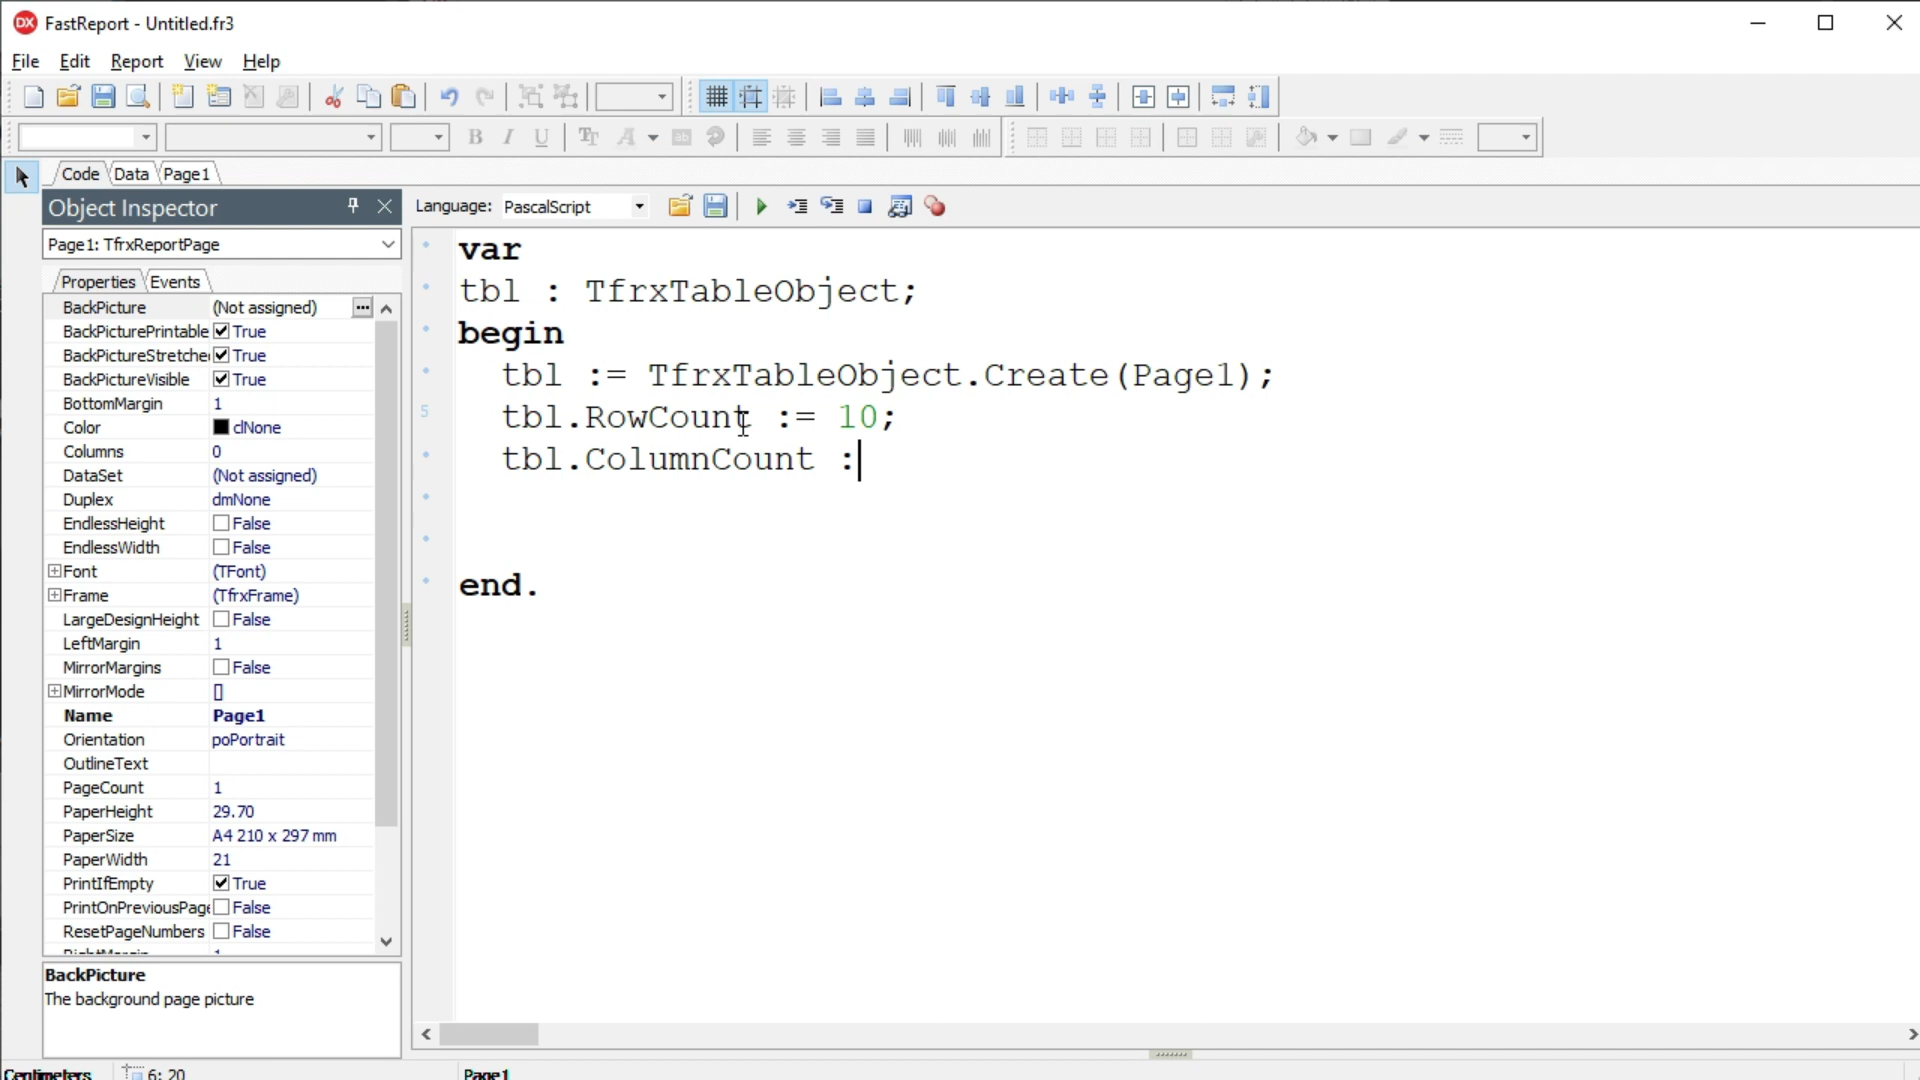 FastReport - Untitled.fr3
File Edit Report View Help
Code Data Page1
Object Inspector
Language: PascalScript
Page1: TfrxReportPage
Properties Events
BackPicture (Not assigned)
BackPicturePrintable True
BackPictureStretche True
BackPictureVisible True
BottomMargin 1
Color clNone
Columns 0
DataSet (Not assigned)
Duplex dmNone
EndlessHeight False
EndlessWidth False
Font (TFont)
Frame (TfrxFrame)
LargeDesignHeight False
LeftMargin 1
MirrorMargins False
MirrorMode []
Name Page1
Orientation poPortrait
OutlineText
PageCount 1
PaperHeight 29.70
PaperSize A4 210 x 297 mm
PaperWidth 21
PrintIfEmpty True
PrintOnPreviousPage False
ResetPageNumbers False
BackPicture
The background page picture
var
tbl : TfrxTableObject;
begin
tbl := TfrxTableObject.Create(Page1);
5 tbl.RowCount := 10;
tbl.ColumnCount :
end.
Centimeters 6: 20 Page1